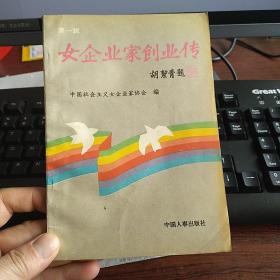 第一辑
女企业家创业传
胡絜青题
中国社会主义女企业家协会 编
中国人事出版社